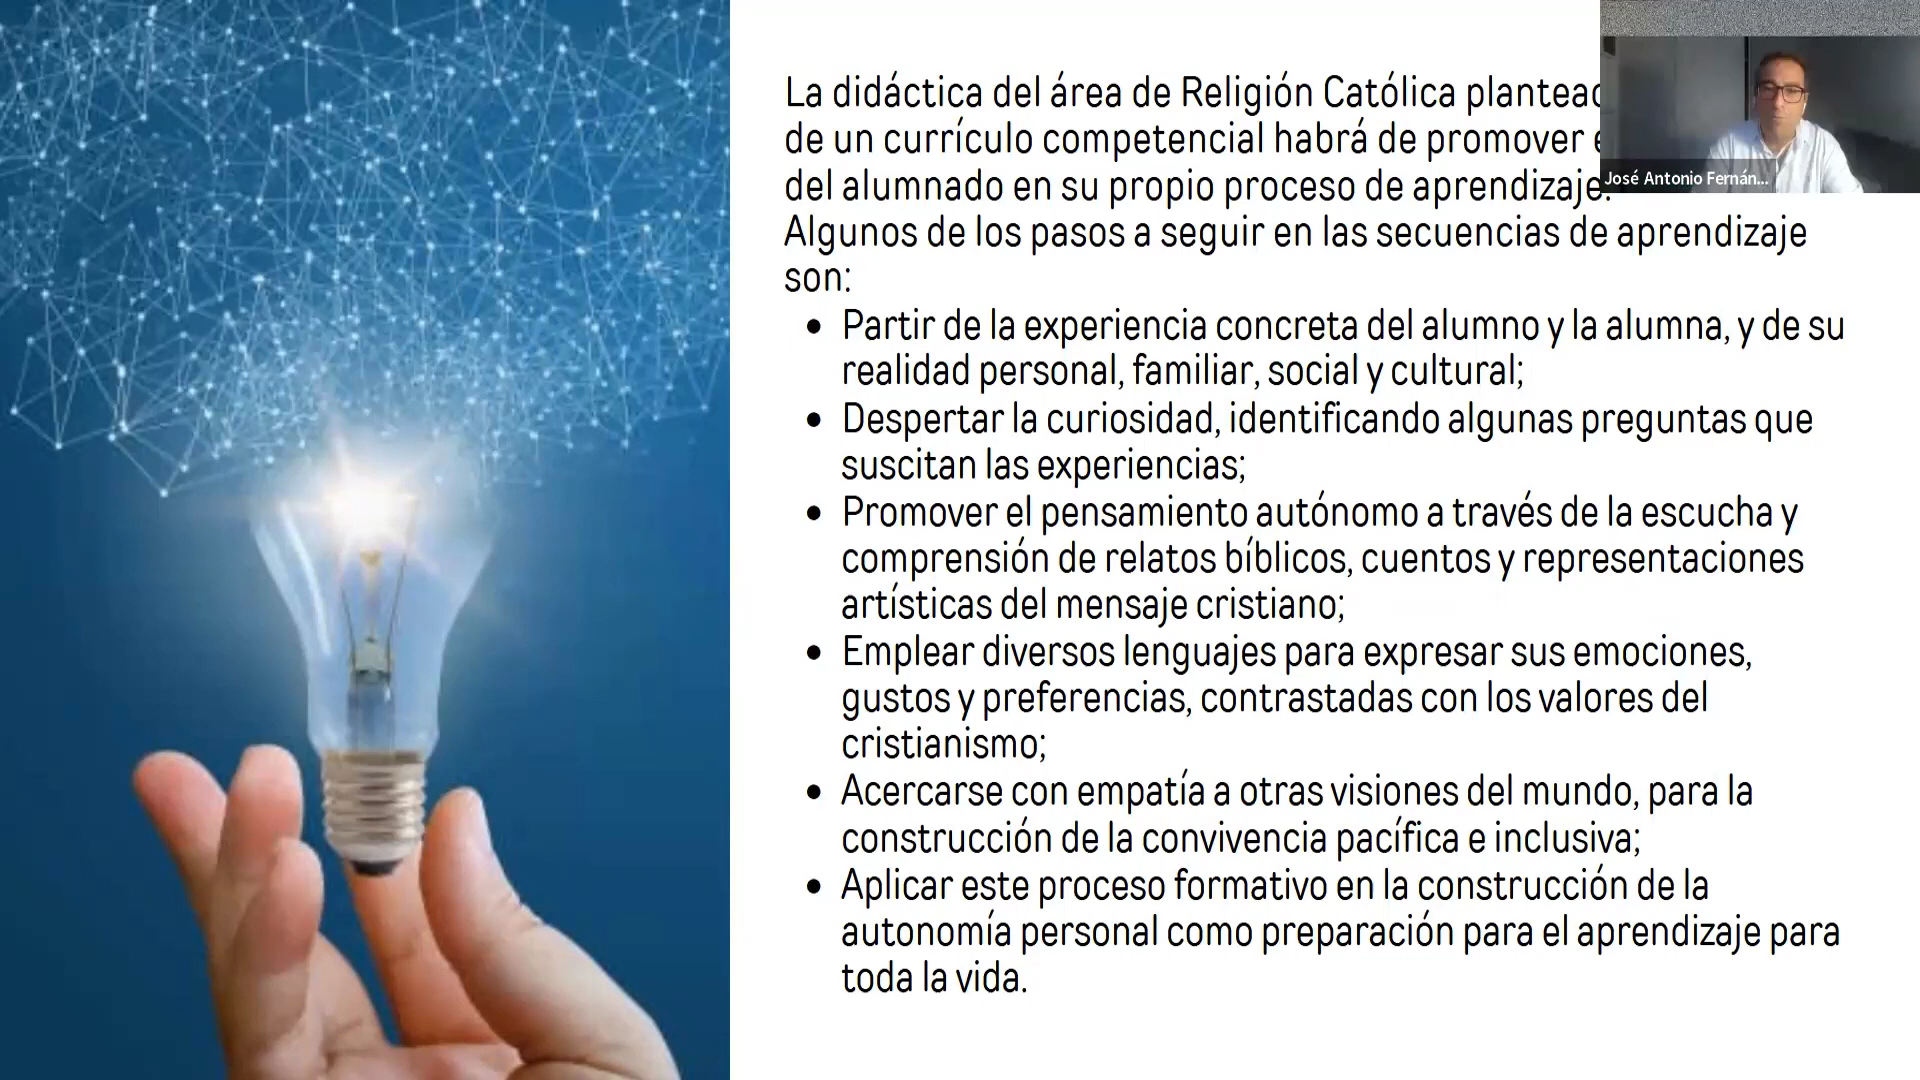 La didáctica del área de Religión Católica
de un currículo competencial habrá de promover
del alumnado en su propio proceso de aprendizaje.
Algunos de los pasos a seguir en las secuencias de aprendizaje
son:
• Partir de la experiencia concreta del alumno y la alumna, y de su
realidad personal, familiar, social y cultural;
• Despertar la curiosidad, identificando algunas preguntas que
suscitan las experiencias;
• Promover el pensamiento autónomo a través de la escucha y
comprensión de relatos bíblicos, cuentos y representaciones
artísticas del mensaje cristiano;
• Emplear diversos lenguajes para expresar sus emociones,
gustos y preferencias, contrastadas con los valores del
cristianismo;
• Acercarse con empatía a otras visiones del mundo, para la
construcción de la convivencia pacífica e inclusiva;
• Aplicar este proceso formativo en la construcción de la
autonomía personal como preparación para el aprendizaje para
toda la vida.
José Antonio Fernán...